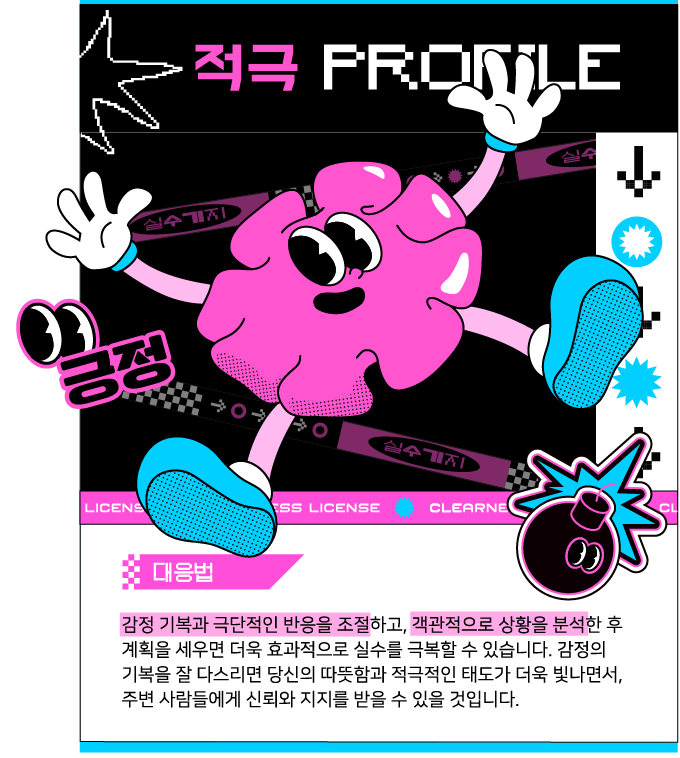 적극 PROFILE
실수기지
실수
긍정
실수기지
LICENS
ESS LICENSE
CLEARNE
CL
대응법
감정 기복과 극단적인 반응을 조절하고, 객관적으로 상황을 분석한 후
계획을 세우면 더욱 효과적으로 실수를 극복할 수 있습니다. 감정의
기복을 잘 다스리면 당신의 따뜻함과 적극적인 태도가 더욱 빛나면서,
주변 사람들에게 신뢰와 지지를 받을 수 있을 것입니다.